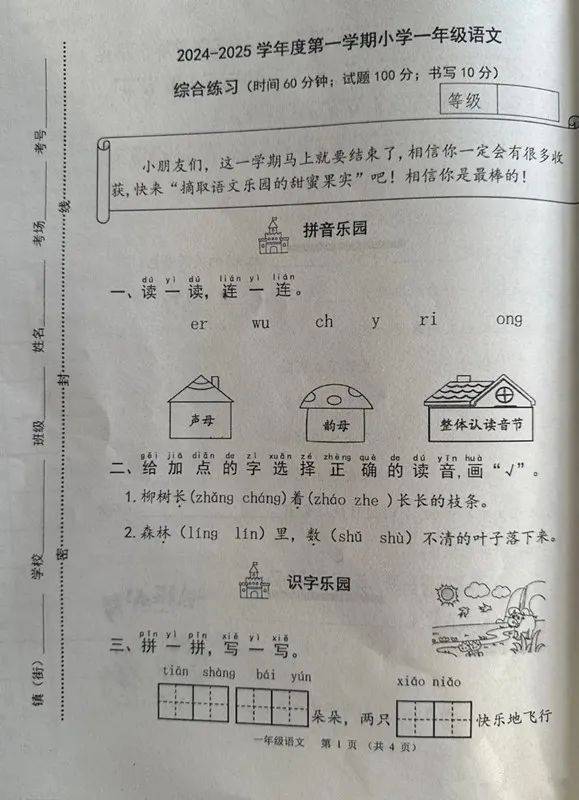 2024-2025 学年度第一学期小学一年级语文
综合练习（时间60分钟；试题100分；书写10分）
等级
小朋友们，这一学期马上就要结束了，相信你一定会有很多收
获，快来“摘取语文乐园的甜蜜果实”吧！相信你是最棒的！
拼音乐园
dú yì dú lián yì lián
一、读一读，连一连。
er wu ch y ri ong
声母 韵母 整体认读音节
gěi jiā diǎn de zì xuǎn zé zhèng què de dú yīn huà
二、给加点的字选择正确的读音，画“√”。
1.柳树长(zhǎng cháng)着(zháo zhe )长长的枝条。
2.森林（líng lín）里，数（shǔ shù）不清的叶子落下来。
识字乐园
pīn yì pīn xiě yì xiě
三、拼一拼，写一写。
tiān shàng bái yún xiǎo niǎo
朵朵，两只 快乐地飞行
一年级语文 第1页（共4页）
镇（街） 学校 班级 姓名 考场 考号
密 封 线